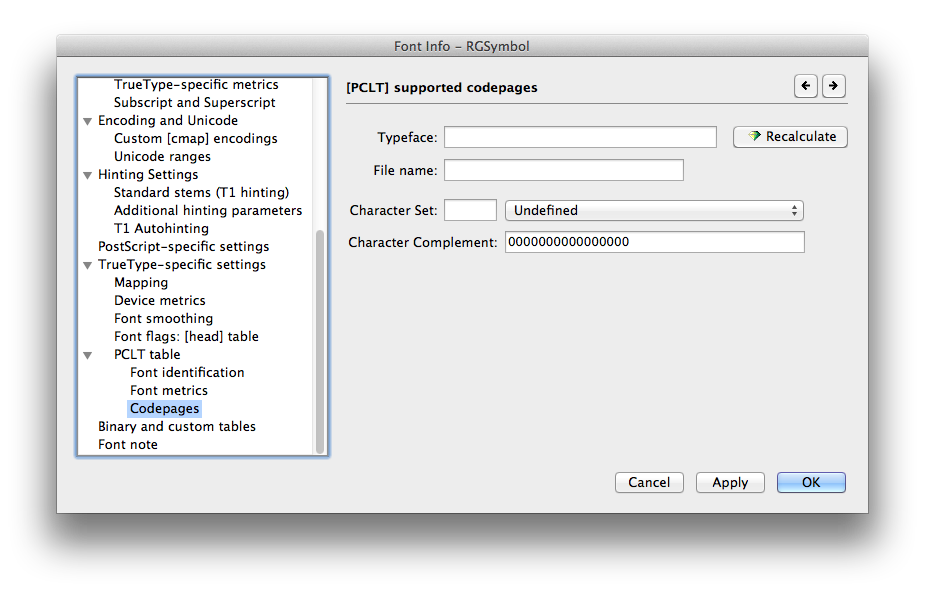 Font Info – RGSymbol
TrueType-specific metrics
Subscript and Superscript
Encoding and Unicode
Custom [cmap] encodings
Unicode ranges
Hinting Settings
Standard stems (T1 hinting)
Additional hinting parameters
T1 Autohinting
PostScript-specific settings
TrueType-specific settings
Mapping
Device metrics
Font smoothing
Font flags: [head] table
PCLT table
Font identification
Font metrics
Codepages
Binary and custom tables
Font note
[PCLT] supported codepages
Typeface:
Recalculate
File name:
Character Set:
Undefined
Character Complement: 0000000000000000
Cancel
Apply
OK